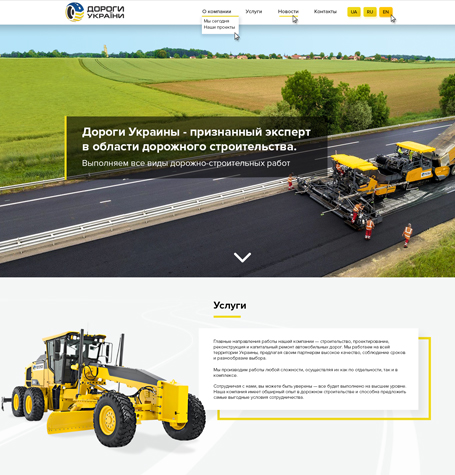 ДОРОГИ
УКРАЇНИ
О компании Услуги Новости Контакты UA RU EN
Мы сегодня
Наши проекты
Дороги Украины - признанный эксперт
в области дорожного строительства.
Выполняем все виды дорожно-строительных работ
Услуги
Главные направления работы нашей компании — строительство, проектирование,
реконструкция и капитальный ремонт автомобильных дорог. Мы работаем на всей
территории Украины, предлагая своим партнерам высокое качество, соблюдение сроков
и разнообразие выбора.
Мы производим работы любой сложности, осуществляя их как по отдельности, так и в
комплексе.
Сотрудничая с нами, вы можете быть уверены — все будет выполнено на высшем уровне.
Наша компания имеет обширный опыт в дорожном строительстве и способна предложить
самые выгодные условия сотрудничества.